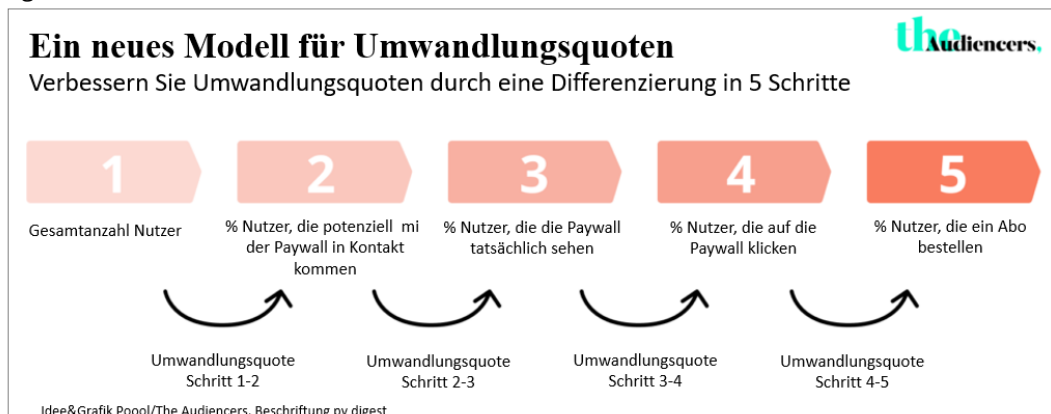 Ein neues Modell für Umwandlungsquoten
the Audiencers.
Verbessern Sie Umwandlungsquoten durch eine Differenzierung in 5 Schritte
1
2
3
4
5
Gesamtanzahl Nutzer
% Nutzer, die potenziell mi
der Paywall in Kontakt
kommen
% Nutzer, die die Paywall
tatsächlich sehen
% Nutzer, die auf die
Paywall klicken
% Nutzer, die ein Abo
bestellen
Umwandlungsquote
Schritt 1-2
Umwandlungsquote
Schritt 2-3
Umwandlungsquote
Schritt 3-4
Umwandlungsquote
Schritt 4-5
Idee&Grafik Poool/The Audiencers, Beschriftung pv digest